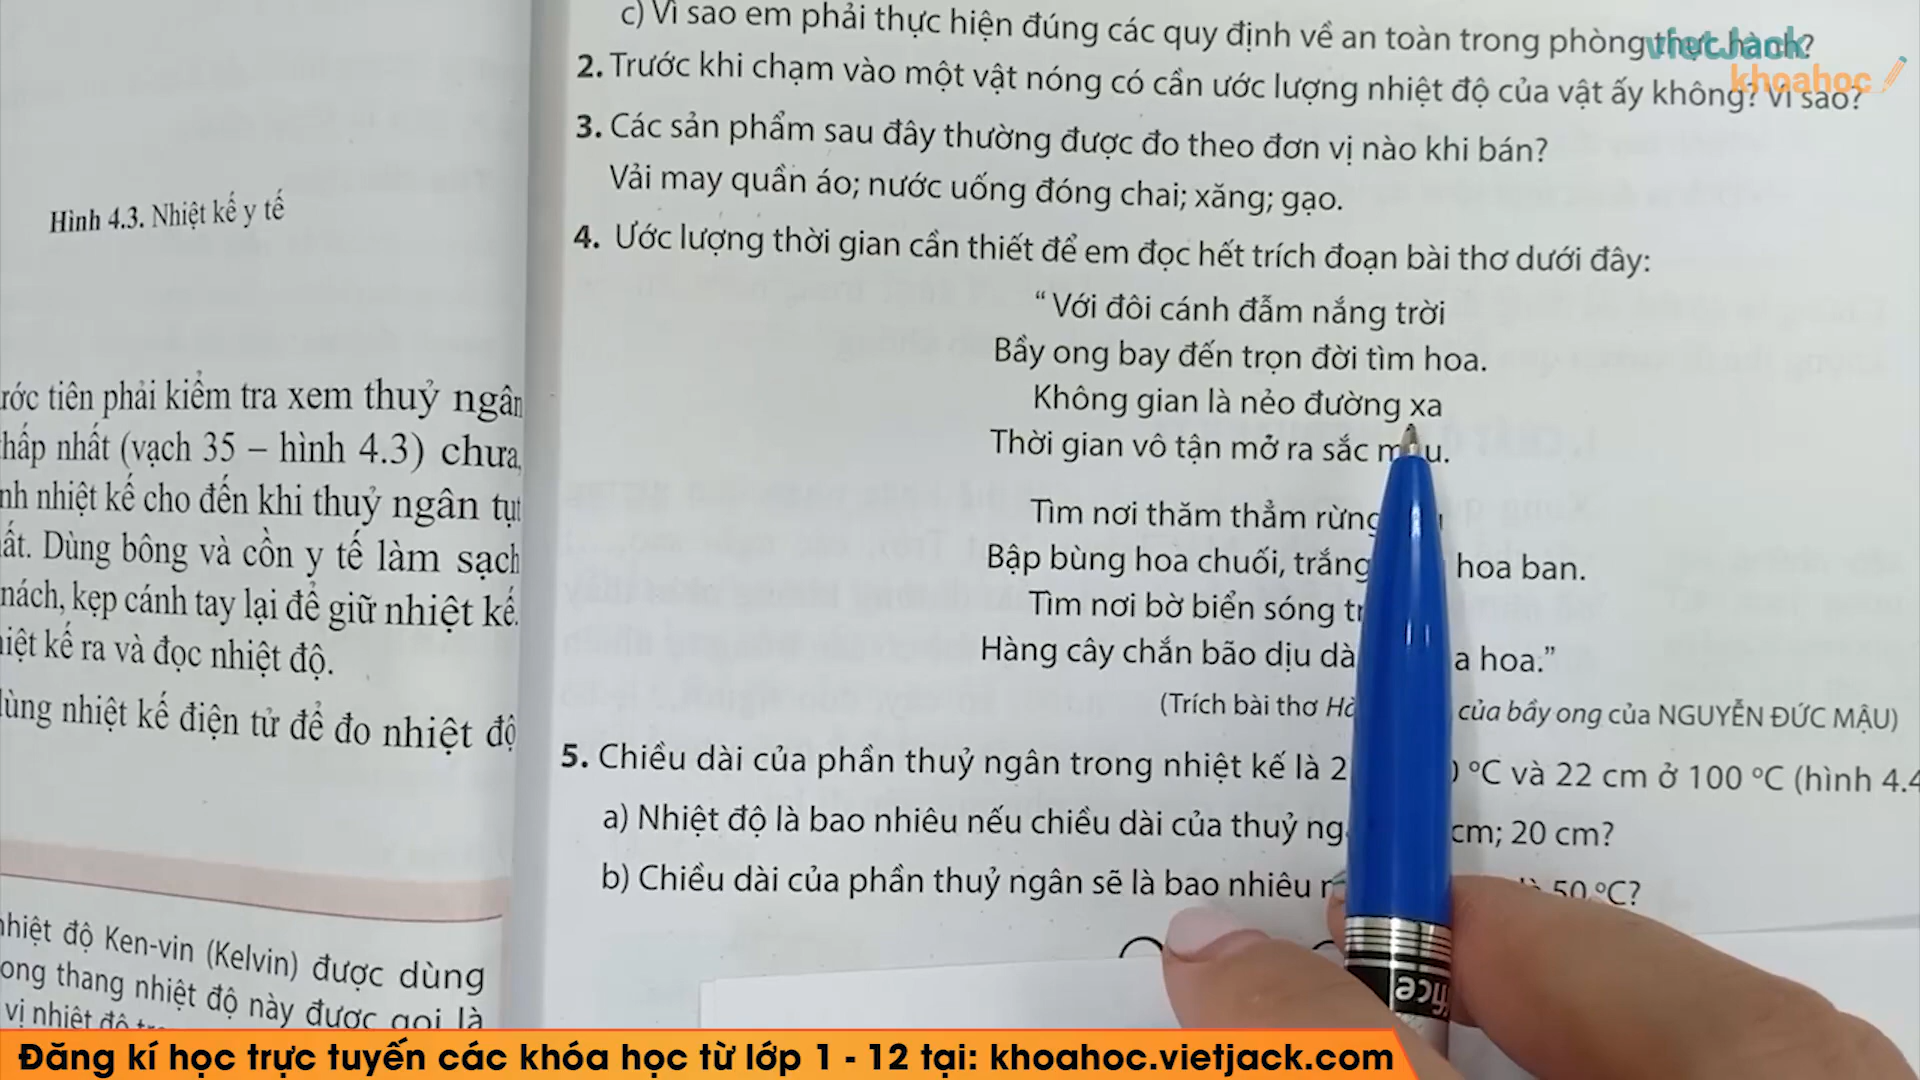 c) Vì sao em phải thực hiện đúng các quy định về an toàn trong phòng thực hành?
vietJack
khoahoc
2. Trước khi chạm vào một vật nóng có cần ước lượng nhiệt độ của vật ấy không? Vì sao?
3. Các sản phẩm sau đây thường được đo theo đơn vị nào khi bán?
Vải may quần áo; nước uống đóng chai; xăng; gạo.
4. Ước lượng thời gian cần thiết để em đọc hết trích đoạn bài thơ dưới đây:
“Với đôi cánh đẫm nắng trời
Bầy ong bay đến trọn đời tìm hoa.
Không gian là nẻo đường xa
Thời gian vô tận mở ra sắc màu.
Tìm nơi thăm thẳm rừng
Bập bùng hoa chuối, trắng hoa ban.
Tìm nơi bờ biển sóng
Hàng cây chắn bão dịu hoa.”
(Trích bài thơ của bầy ong của NGUYỄN ĐỨC MẬU)
5. Chiều dài của phần thuỷ ngân trong nhiệt kế là 2 °C và 22 cm ở 100 °C (hình 4.4
a) Nhiệt độ là bao nhiêu nếu chiều dài của thuỷ cm; 20 cm?
b) Chiều dài của phần thuỷ ngân sẽ là bao nhiêu 50 °C?
Hình 4.3. Nhiệt kế y tế
tiên phải kiểm tra xem thuỷ ngân
nhất (vạch 35 – hình 4.3) chưa,
nhiệt kế cho đến khi thuỷ ngân tụt
Dùng bông và cồn y tế làm sạch
nách, kẹp cánh tay lại để giữ nhiệt kế.
kế ra và đọc nhiệt độ.
dùng nhiệt kế điện tử để đo nhiệt độ
nhiệt độ Ken-vin (Kelvin) được dùng
thang nhiệt độ này được gọi là
vị nhiệt độ
ffice
Đăng kí học trực tuyến các khóa học từ lớp 1 - 12 tại: khoahoc.vietjack.com